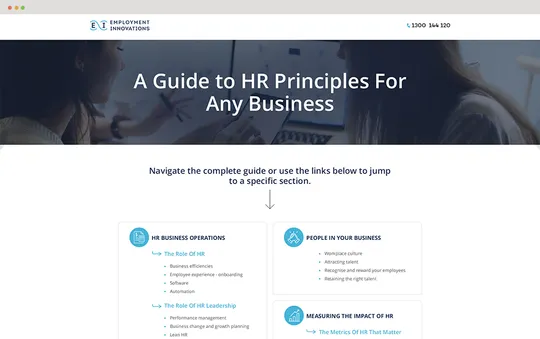 E I EMPLOYMENT
INNOVATIONS
1300 144 120
A Guide to HR Principles For
Any Business
Navigate the complete guide or use the links below to jump
to a specific section.
HR BUSINESS OPERATIONS
The Role Of HR
Business efficiencies
Employee experience - onboarding
Software
Automation
The Role Of HR Leadership
Performance management
Business change and growth planning
Lean HR
PEOPLE IN YOUR BUSINESS
Workplace culture
Attracting talent
Recognise and reward your employees
Retaining the right talent
MEASURING THE IMPACT OF HR
The Metrics Of HR That Matter